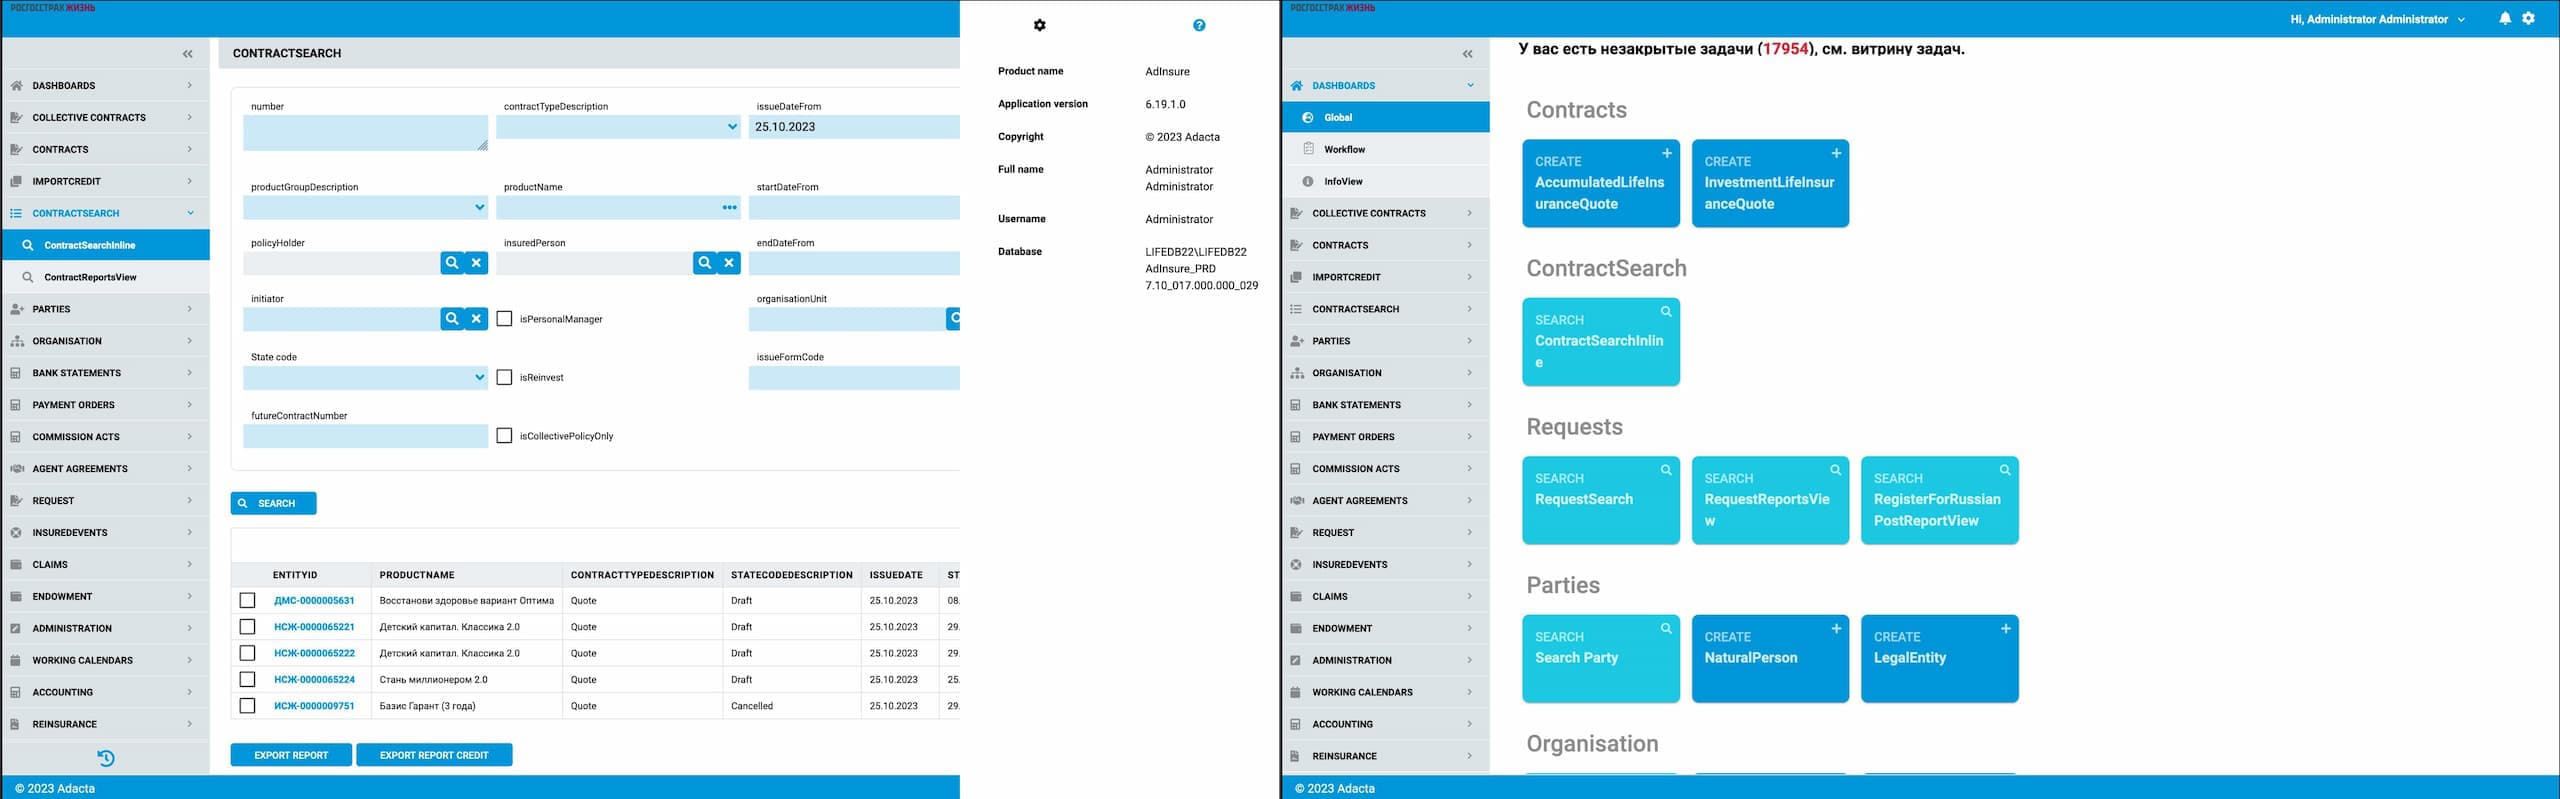 РОСГОССТРАХ ЖИЗНЬ
DASHBOARDS
COLLECTIVE CONTRACTS
CONTRACTS
IMPORTCREDIT
CONTRACTSEARCH
ContractSearchInline
ContractReportsView
PARTIES
ORGANISATION
BANK STATEMENTS
PAYMENT ORDERS
COMMISSION ACTS
AGENT AGREEMENTS
REQUEST
INSUREDEVENTS
CLAIMS
ENDOWMENT
ADMINISTRATION
WORKING CALENDARS
ACCOUNTING
REINSURANCE
© 2023 Adacta
CONTRACTSEARCH
number contractTypeDescription issueDateFrom
25.10.2023
productGroupDescription productName startDateFrom
policyHolder insuredPerson endDateFrom
initiator organisationUnit
isPersonalManager
State code issueFormCode
isReinvest
futureContractNumber
isCollectivePolicyOnly
SEARCH
ENTITYID PRODUCTNAME CONTRACTTYPEDESCRIPTION STATECODEDESCRIPTION ISSUEDATE ST
ДМС-0000005631 Восстанови здоровье вариант Оптима Quote Draft 25.10.2023 08.
НСЖ-0000065221 Детский капитал. Классика 2.0 Quote Draft 25.10.2023 29.
НСЖ-0000065222 Детский капитал. Классика 2.0 Quote Draft 25.10.2023 29.
НСЖ-0000065224 Стань миллионером 2.0 Quote Draft 25.10.2023 25.
ИСЖ-0000009751 Базис Гарант (3 года) Quote Cancelled 25.10.2023 29.
EXPORT REPORT EXPORT REPORT CREDIT
Product name AdInsure
Application version 6.19.1.0
Copyright © 2023 Adacta
Full name Administrator
Administrator
Username Administrator
Database LIFEDB22\LIFEDB22
AdInsure_PRD
7.10_017.000.000_029
РОСГОССТРАХ ЖИЗНЬ
Hi, Administrator Administrator
DASHBOARDS
Global
Workflow
InfoView
COLLECTIVE CONTRACTS
CONTRACTS
IMPORTCREDIT
CONTRACTSEARCH
PARTIES
ORGANISATION
BANK STATEMENTS
PAYMENT ORDERS
COMMISSION ACTS
AGENT AGREEMENTS
REQUEST
INSUREDEVENTS
CLAIMS
ENDOWMENT
ADMINISTRATION
WORKING CALENDARS
ACCOUNTING
REINSURANCE
© 2023 Adacta
У вас есть незакрытые задачи (17954), см. витрину задач.
Contracts
CREATE
AccumulatedLifeIns
uranceQuote
CREATE
InvestmentLifeInsur
anceQuote
ContractSearch
SEARCH
ContractSearchInlin
e
Requests
SEARCH
RequestSearch
SEARCH
RequestReportsVie
w
SEARCH
RegisterForRussian
PostReportView
Parties
SEARCH
Search Party
CREATE
NaturalPerson
CREATE
LegalEntity
Organisation